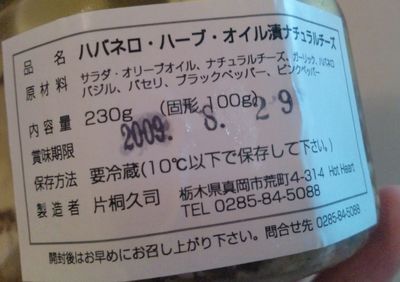 品名 ハバネロ・ハーブ・オイル漬ナチュラルチーズ
原材料 サラダ・オリーブオイル、ナチュラルチーズ、ガーリック、ハバネロ
バジル、パセリ、ブラックペッパー、ピンクペッパー
内容量 230g (固形 100g)
賞味期限 2009. 8. 29
保存方法 要冷蔵(10℃以下で保存して下さい。)
製造者 片桐久司 栃木県真岡市荒町4-314 Hot Heart
TEL 0285-84-5088
開封後はお早めにお召し上がり下さい。問合せ先 0285-84-5088